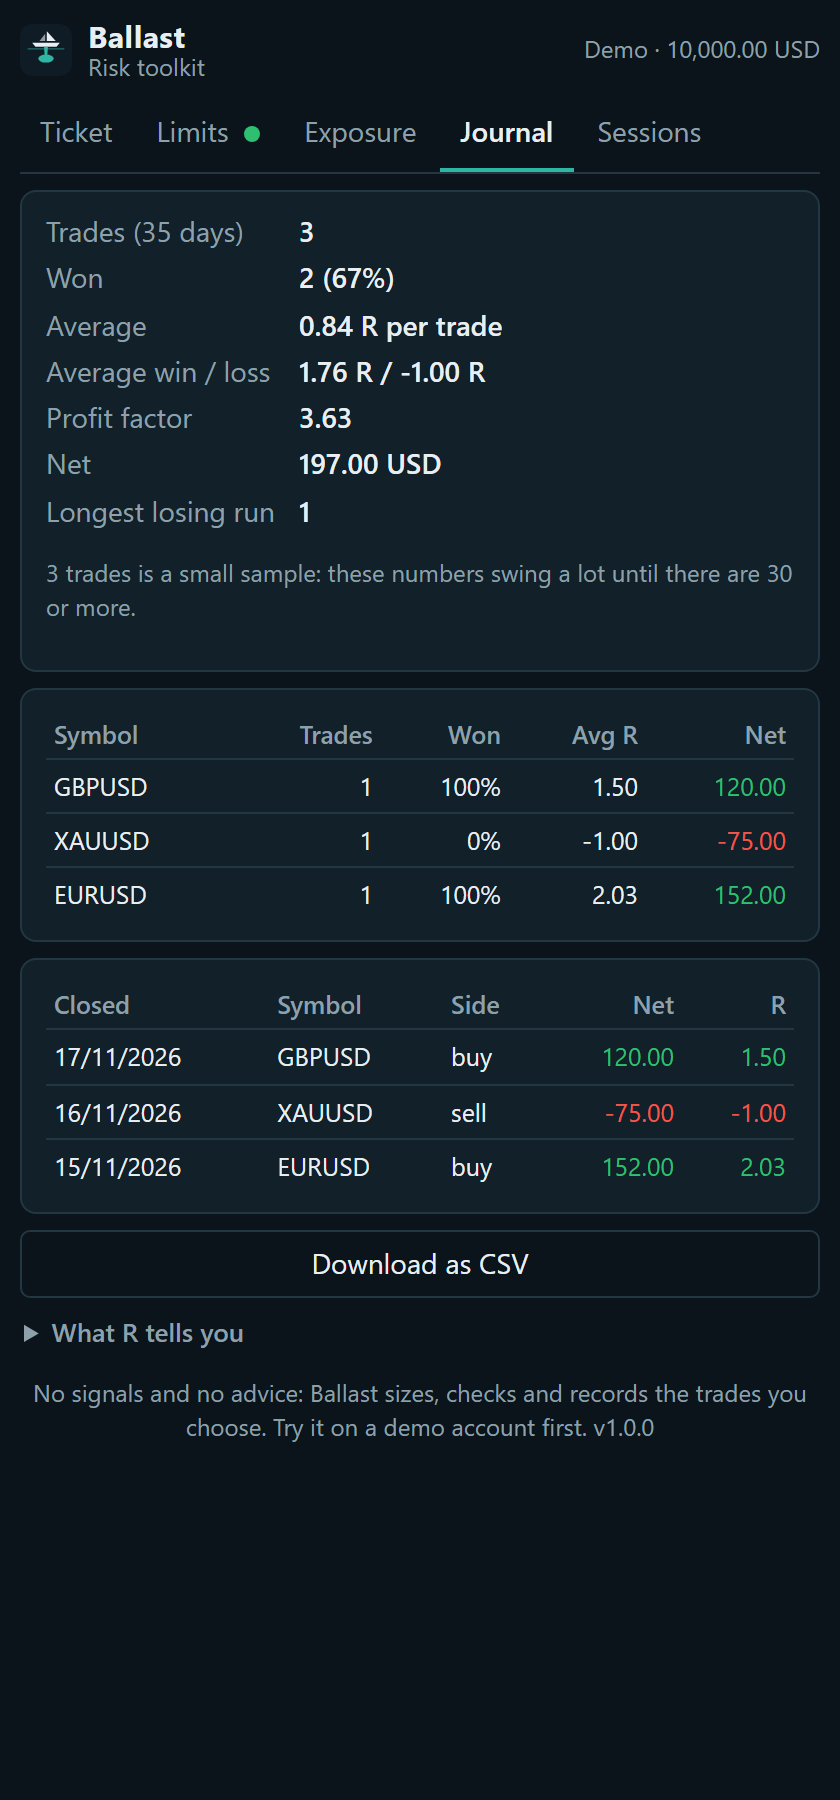 Ballast
Risk toolkit
Demo · 10,000.00 USD
Ticket Limits Exposure Journal Sessions
Trades (35 days) 3
Won 2 (67%)
Average 0.84 R per trade
Average win / loss 1.76 R / -1.00 R
Profit factor 3.63
Net 197.00 USD
Longest losing run 1
3 trades is a small sample: these numbers swing a lot until there are 30
or more.
Symbol Trades Won Avg R Net
GBPUSD 1 100% 1.50 120.00
XAUUSD 1 0% -1.00 -75.00
EURUSD 1 100% 2.03 152.00
Closed Symbol Side Net R
17/11/2026 GBPUSD buy 120.00 1.50
16/11/2026 XAUUSD sell -75.00 -1.00
15/11/2026 EURUSD buy 152.00 2.03
Download as CSV
What R tells you
No signals and no advice: Ballast sizes, checks and records the trades you
choose. Try it on a demo account first. v1.0.0